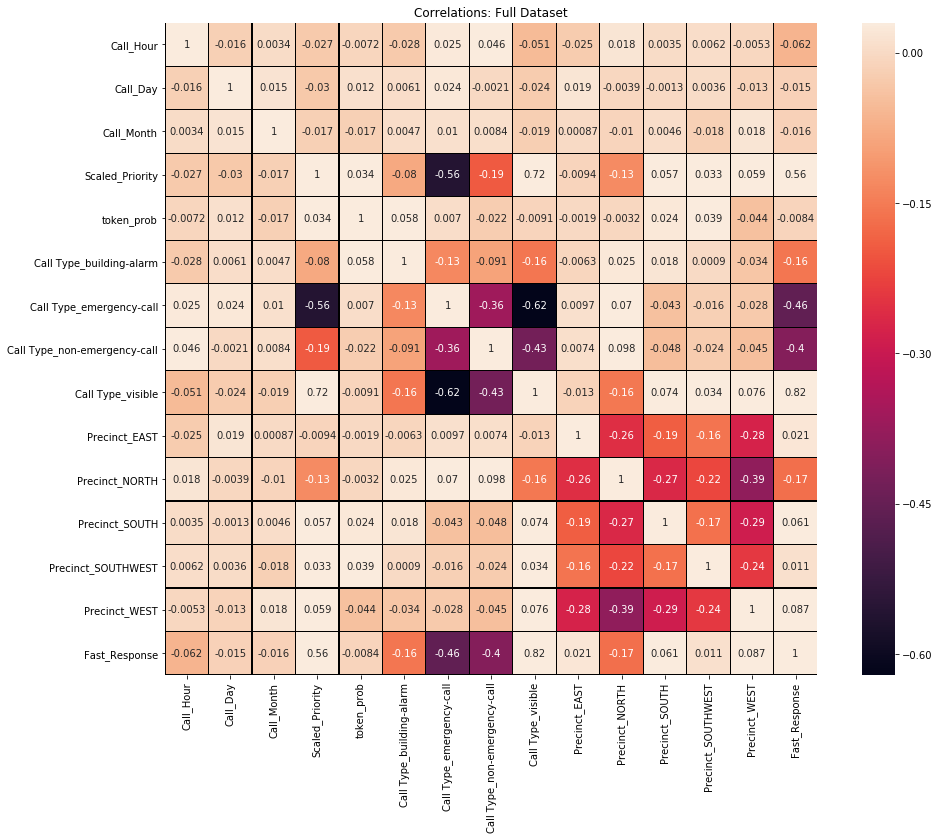 Correlations: Full Dataset
Call_Hour 1 -0.016 0.0034 -0.027 -0.0072 -0.028 0.025 0.046 -0.051 -0.025 0.018 0.0035 0.0062 -0.0053 -0.062
Call_Day -0.016 1 0.015 -0.03 0.012 0.0061 0.024 -0.0021 -0.024 0.019 -0.0039 -0.0013 0.0036 -0.013 -0.015
Call_Month 0.0034 0.015 1 -0.017 -0.017 0.0047 0.01 0.0084 -0.019 0.00087 -0.01 0.0046 -0.018 0.018 -0.016
Scaled_Priority -0.027 -0.03 -0.017 1 0.034 -0.08 -0.56 -0.19 0.72 -0.0094 -0.13 0.057 0.033 0.059 0.56
token_prob -0.0072 0.012 -0.017 0.034 1 0.058 0.007 -0.022 -0.0091 -0.0019 -0.0032 0.024 0.039 -0.044 -0.0084
Call Type_building-alarm -0.028 0.0061 0.0047 -0.08 0.058 1 -0.13 -0.091 -0.16 -0.0063 0.025 0.018 0.0009 -0.034 -0.16
Call Type_emergency-call 0.025 0.024 0.01 -0.56 0.007 -0.13 1 -0.36 -0.62 0.0097 0.07 -0.043 -0.016 -0.028 -0.46
Call Type_non-emergency-call 0.046 -0.0021 0.0084 -0.19 -0.022 -0.091 -0.36 1 -0.43 0.0074 0.098 -0.048 -0.024 -0.045 -0.4
Call Type_visible -0.051 -0.024 -0.019 0.72 -0.0091 -0.16 -0.62 -0.43 1 -0.013 -0.16 0.074 0.034 0.076 0.82
Precinct_EAST -0.025 0.019 0.00087 -0.0094 -0.0019 -0.0063 0.0097 0.0074 -0.013 1 -0.26 -0.19 -0.16 -0.28 0.021
Precinct_NORTH 0.018 -0.0039 -0.01 -0.13 -0.0032 0.025 0.07 0.098 -0.16 -0.26 1 -0.27 -0.22 -0.39 -0.17
Precinct_SOUTH 0.0035 -0.0013 0.0046 0.057 0.024 0.018 -0.043 -0.048 0.074 -0.19 -0.27 1 -0.17 -0.29 0.061
Precinct_SOUTHWEST 0.0062 0.0036 -0.018 0.033 0.039 0.0009 -0.016 -0.024 0.034 -0.16 -0.22 -0.17 1 -0.24 0.011
Precinct_WEST -0.0053 -0.013 0.018 0.059 -0.044 -0.034 -0.028 -0.045 0.076 -0.28 -0.39 -0.29 -0.24 1 0.087
Fast_Response -0.062 -0.015 -0.016 0.56 -0.0084 -0.16 -0.46 -0.4 0.82 0.021 -0.17 0.061 0.011 0.087 1
Call_Hour
Call_Day
Call_Month
Scaled_Priority
token_prob
Call Type_building-alarm
Call Type_emergency-call
Call Type_non-emergency-call
Call Type_visible
Precinct_EAST
Precinct_NORTH
Precinct_SOUTH
Precinct_SOUTHWEST
Precinct_WEST
Fast_Response
0.00
-0.15
-0.30
-0.45
-0.60